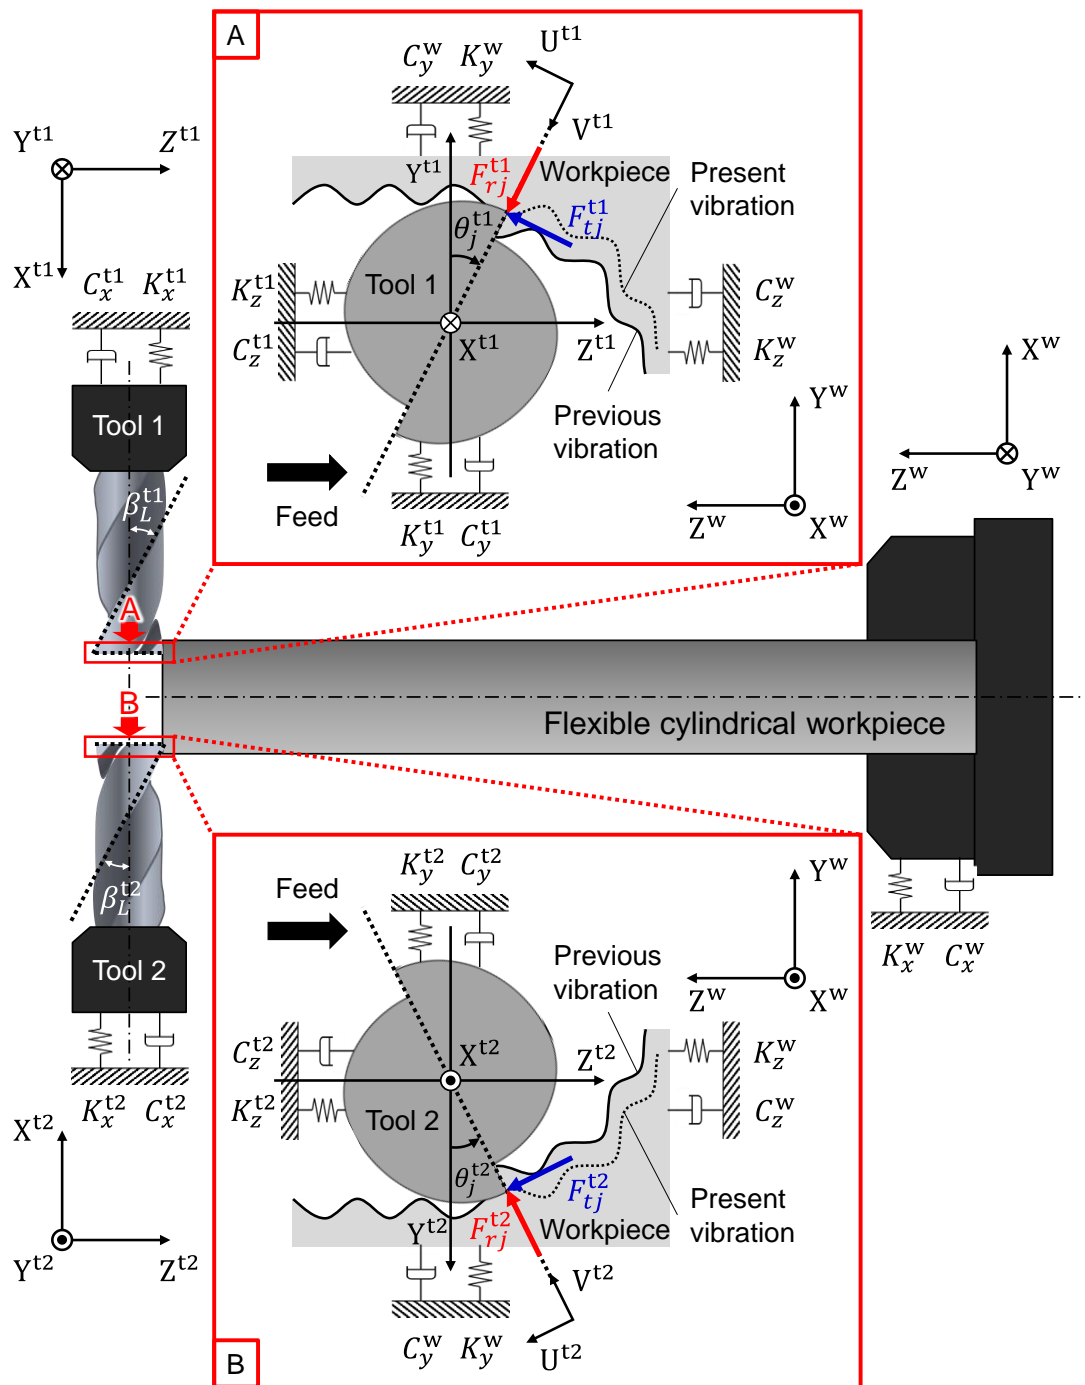 A
C_y^w K_y^w
U^t1
V^t1
Y^t1 Z^t1
X^t1
Y^t1
F_rj^t1
Workpiece
Present
vibration
θ_j^t1
F_tj^t1
C_x^t1 K_x^t1
K_z^t1
Tool 1
C_z^w
C_z^t1
X^t1
Z^t1
K_z^w
X^w
Tool 1
Previous
vibration
Y^w
Z^w
Y^w
β_L^t1
Feed
K_y^t1 C_y^t1
Z^w
X^w
A
B
Flexible cylindrical workpiece
β_L^t2
Feed
K_y^t2 C_y^t2
Y^w
Previous
vibration
Tool 2
Z^w
X^w
K_x^w C_x^w
C_z^t2
X^t2
Z^t2
K_z^w
K_z^t2
Tool 2
C_z^w
K_x^t2 C_x^t2
X^t2
θ_j^t2
F_tj^t2
Present
vibration
Y^t2
F_rj^t2
Workpiece
Y^t2 Z^t2
V^t2
C_y^w K_y^w
U^t2
B